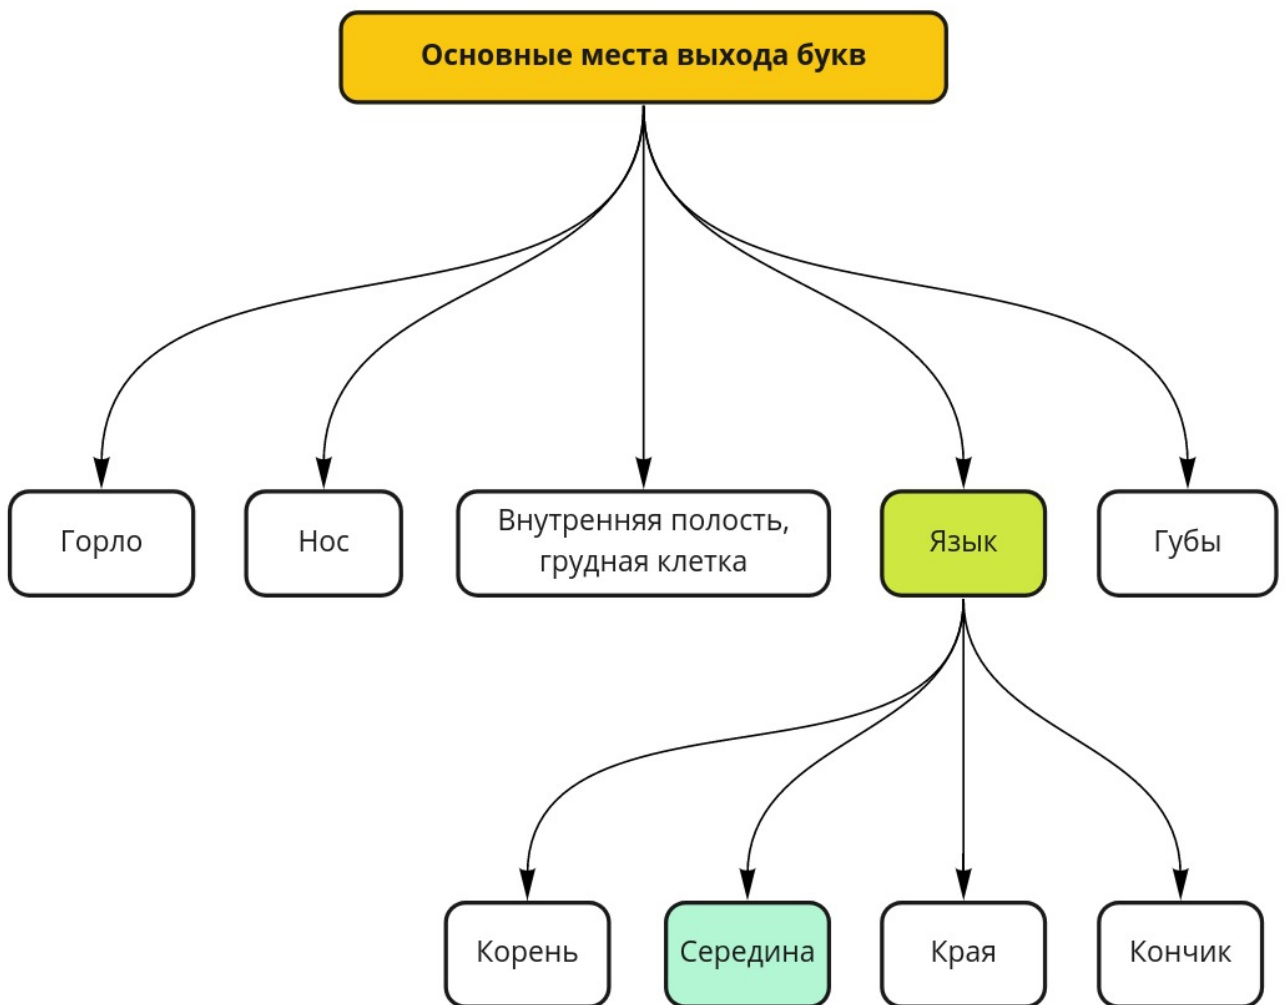 Основные места выхода букв
Горло
Нос
Внутренняя полость,
грудная клетка
Язык
Губы
Корень
Середина
Края
Кончик